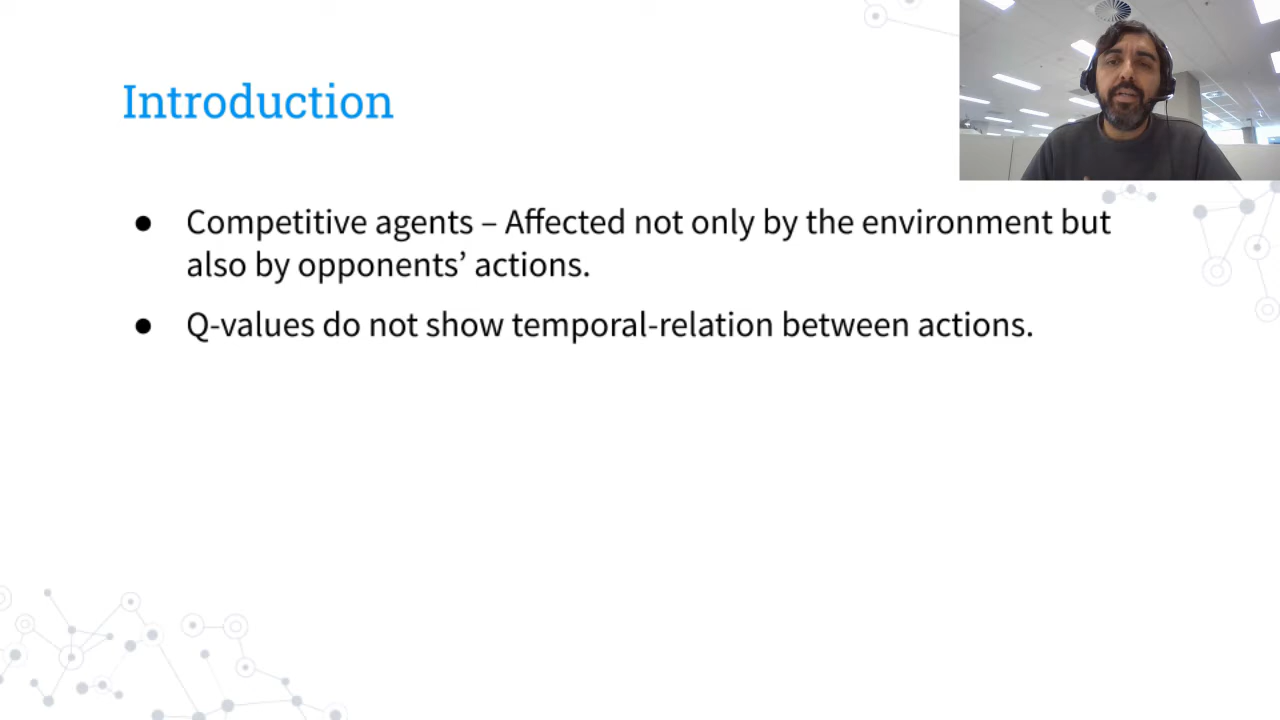 Introduction
● Competitive agents – Affected not only by the environment but
also by opponents’ actions.
● Q-values do not show temporal-relation between actions.